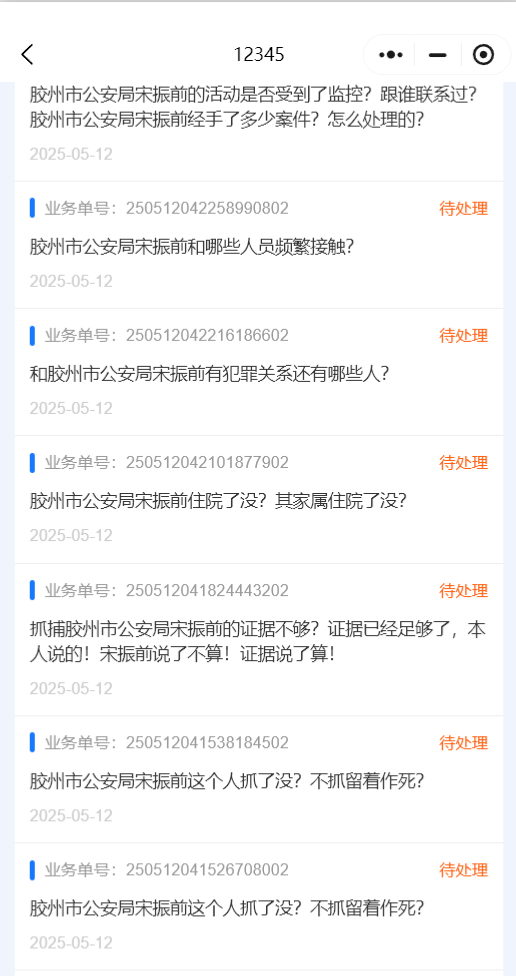 12345
胶州市公安局宋振前的活动是否受到了监控？跟谁联系过？
胶州市公安局宋振前经手了多少案件？怎么处理的？
2025-05-12
业务单号：250512042258990802 待处理
胶州市公安局宋振前和哪些人员频繁接触？
2025-05-12
业务单号：250512042216186602 待处理
和胶州市公安局宋振前有犯罪关系还有哪些人？
2025-05-12
业务单号：250512042101877902 待处理
胶州市公安局宋振前住院了没？其家属住院了没？
2025-05-12
业务单号：250512041824443202 待处理
抓捕胶州市公安局宋振前的证据不够？证据已经足够了，本
人说的！宋振前说了不算！证据说了算！
2025-05-12
业务单号：250512041538184502 待处理
胶州市公安局宋振前这个人抓了没？不抓留着作死？
2025-05-12
业务单号：250512041526708002 待处理
胶州市公安局宋振前这个人抓了没？不抓留着作死？
2025-05-12